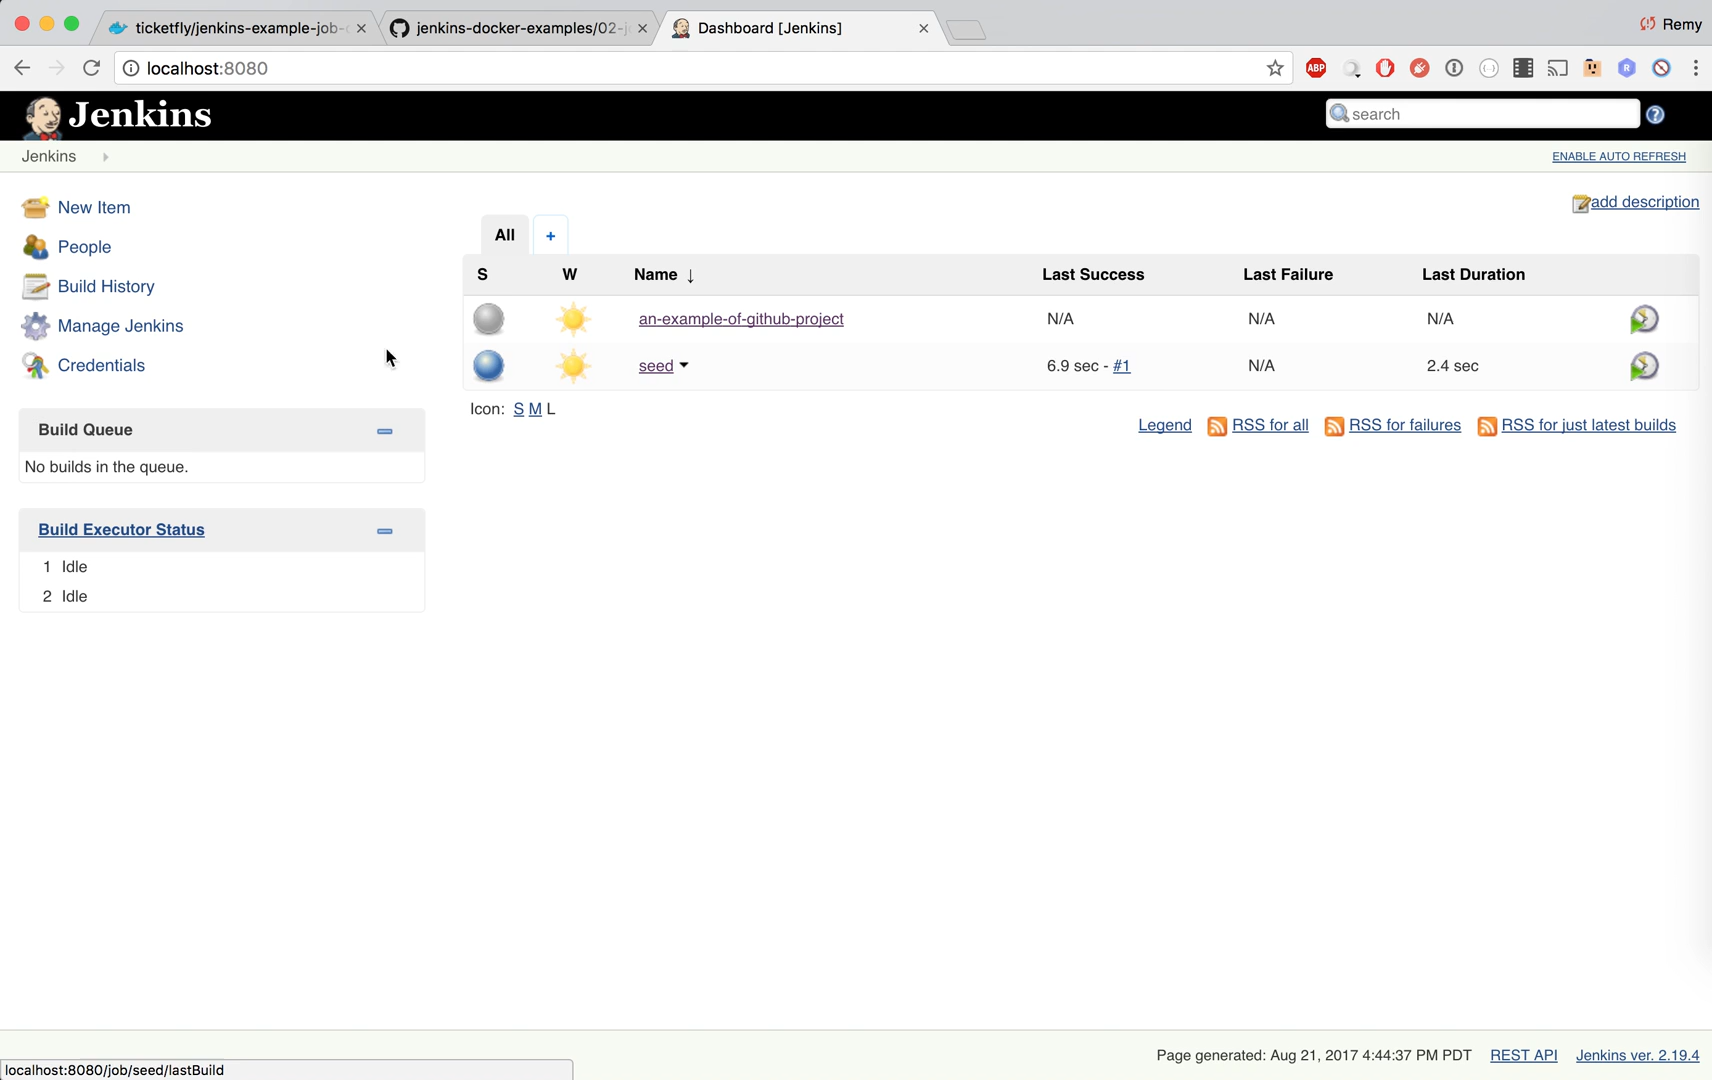 ticketfly/jenkins-example-job-
jenkins-docker-examples/02-j
Dashboard [Jenkins]
Remy
localhost:8080
ABP
R
Jenkins
search
?
Jenkins
ENABLE AUTO REFRESH
New Item
People
Build History
Manage Jenkins
Credentials
add description
All +
S W Name ↓ Last Success Last Failure Last Duration
an-example-of-github-project N/A N/A N/A
seed 6.9 sec - #1 N/A 2.4 sec
Icon: S M L
Legend RSS for all RSS for failures RSS for just latest builds
Build Queue
No builds in the queue.
Build Executor Status
1 Idle
2 Idle
Page generated: Aug 21, 2017 4:44:37 PM PDT REST API Jenkins ver. 2.19.4
localhost:8080/job/seed/lastBuild